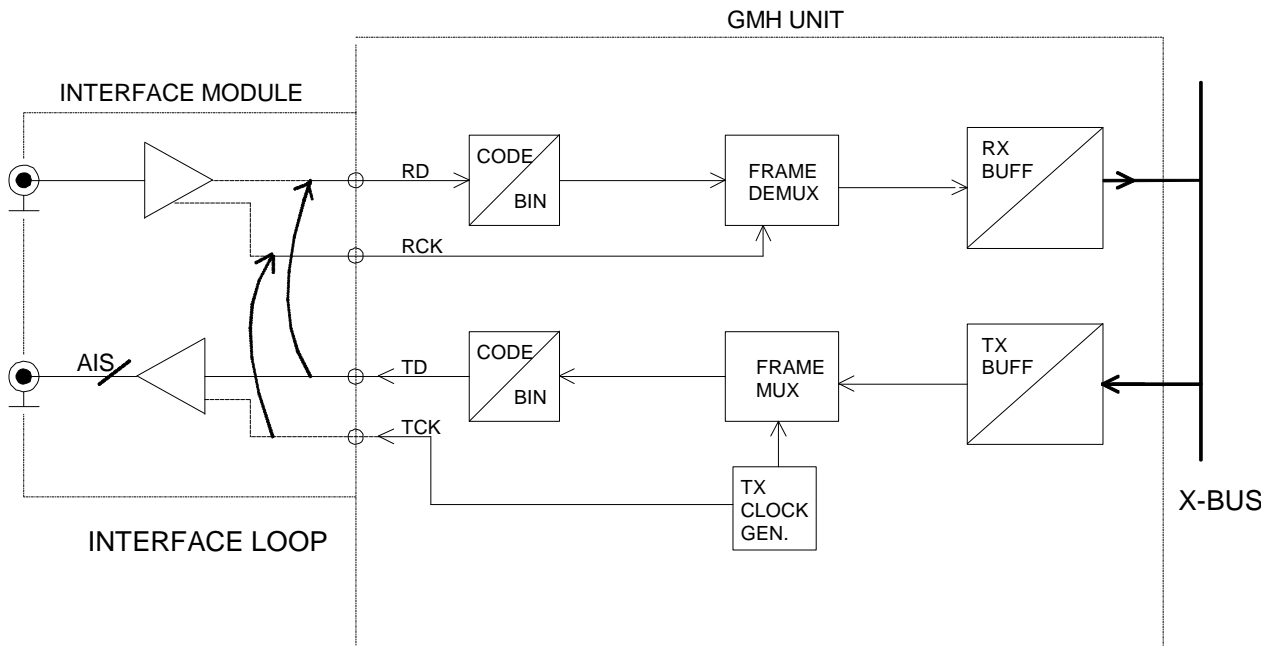 GMH UNIT
INTERFACE MODULE
RD
CODE
BIN
FRAME
DEMUX
RX
BUFF
RCK
AIS
TD
CODE
BIN
FRAME
MUX
TX
BUFF
TCK
TX
CLOCK
GEN.
X-BUS
INTERFACE LOOP